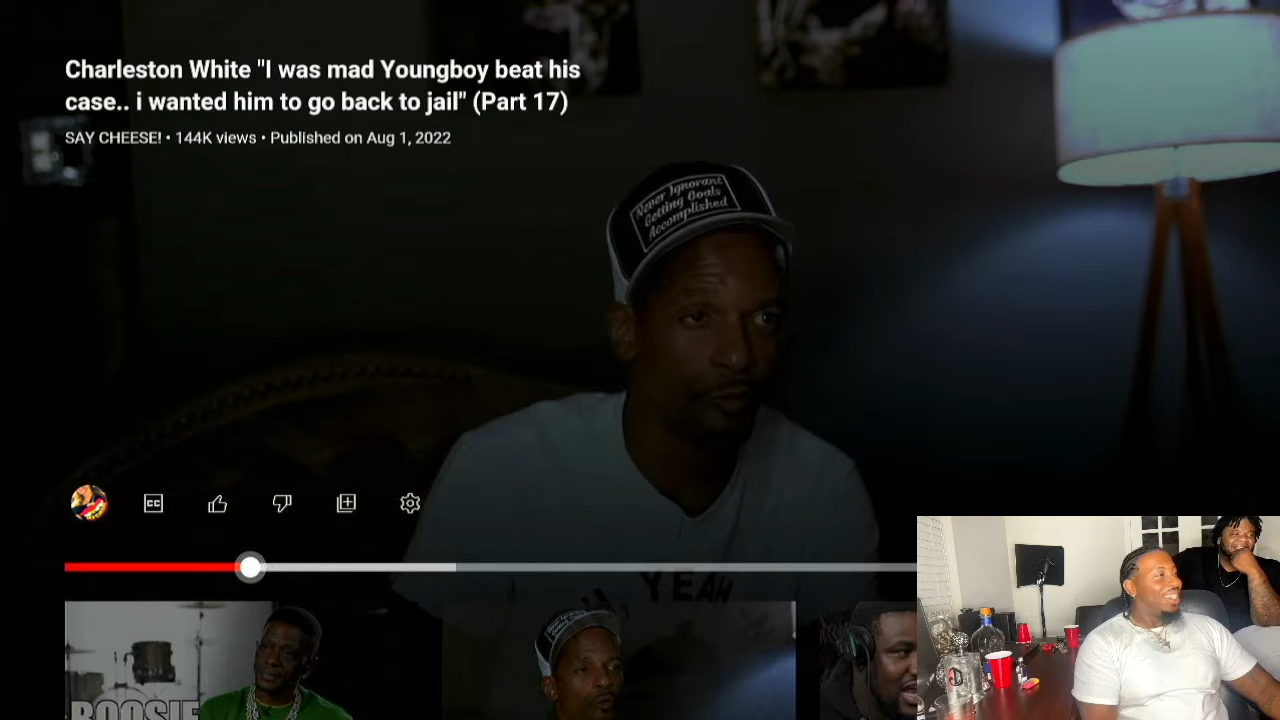 Charleston White "I was mad Youngboy beat his
case.. i wanted him to go back to jail" (Part 17)
SAY CHEESE! • 144K views • Published on Aug 1, 2022
Never Ignorant
Getting Goals
Accomplished
CC
YEAH
BOOSIE